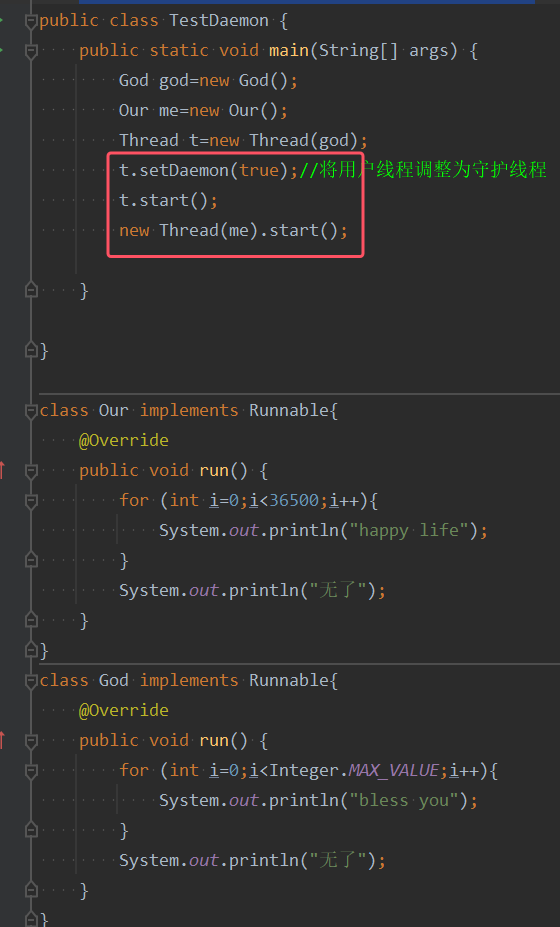 public class TestDaemon {
    public static void main(String[] args) {
        God god=new God();
        Our me=new Our();
        Thread t=new Thread(god);
        t.setDaemon(true);//将用户线程调整为守护线程
        t.start();
        new Thread(me).start();
    }
}
class Our implements Runnable{
    @Override
    public void run() {
        for (int i=0;i<36500;i++){
            System.out.println("happy life");
        }
        System.out.println("无了");
    }
}
class God implements Runnable{
    @Override
    public void run() {
        for (int i=0;i<Integer.MAX_VALUE;i++){
            System.out.println("bless you");
        }
        System.out.println("无了");
    }
}